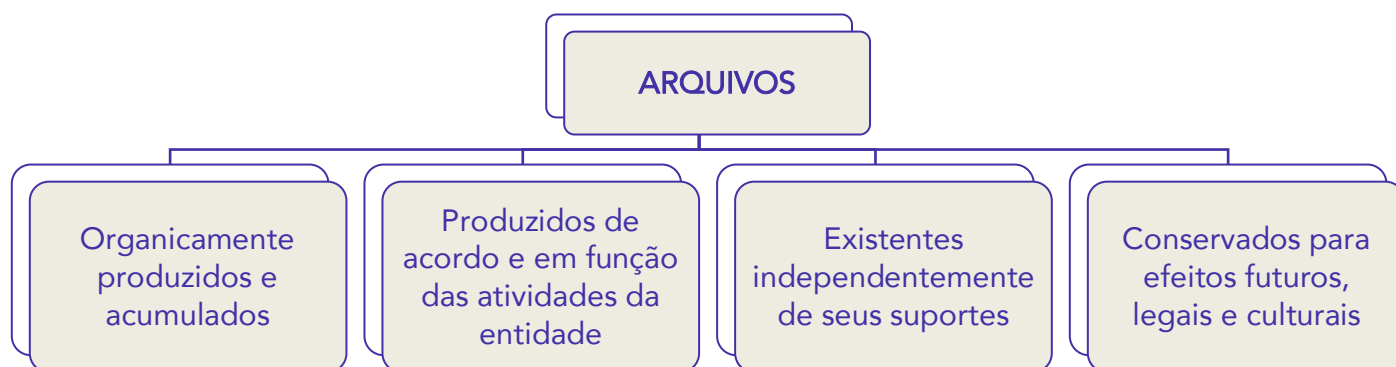 ARQUIVOS
Organicamente
produzidos e
acumulados
Produzidos de
acordo e em função
das atividades da
entidade
Existentes
independentemente
de seus suportes
Conservados para
efeitos futuros,
legais e culturais